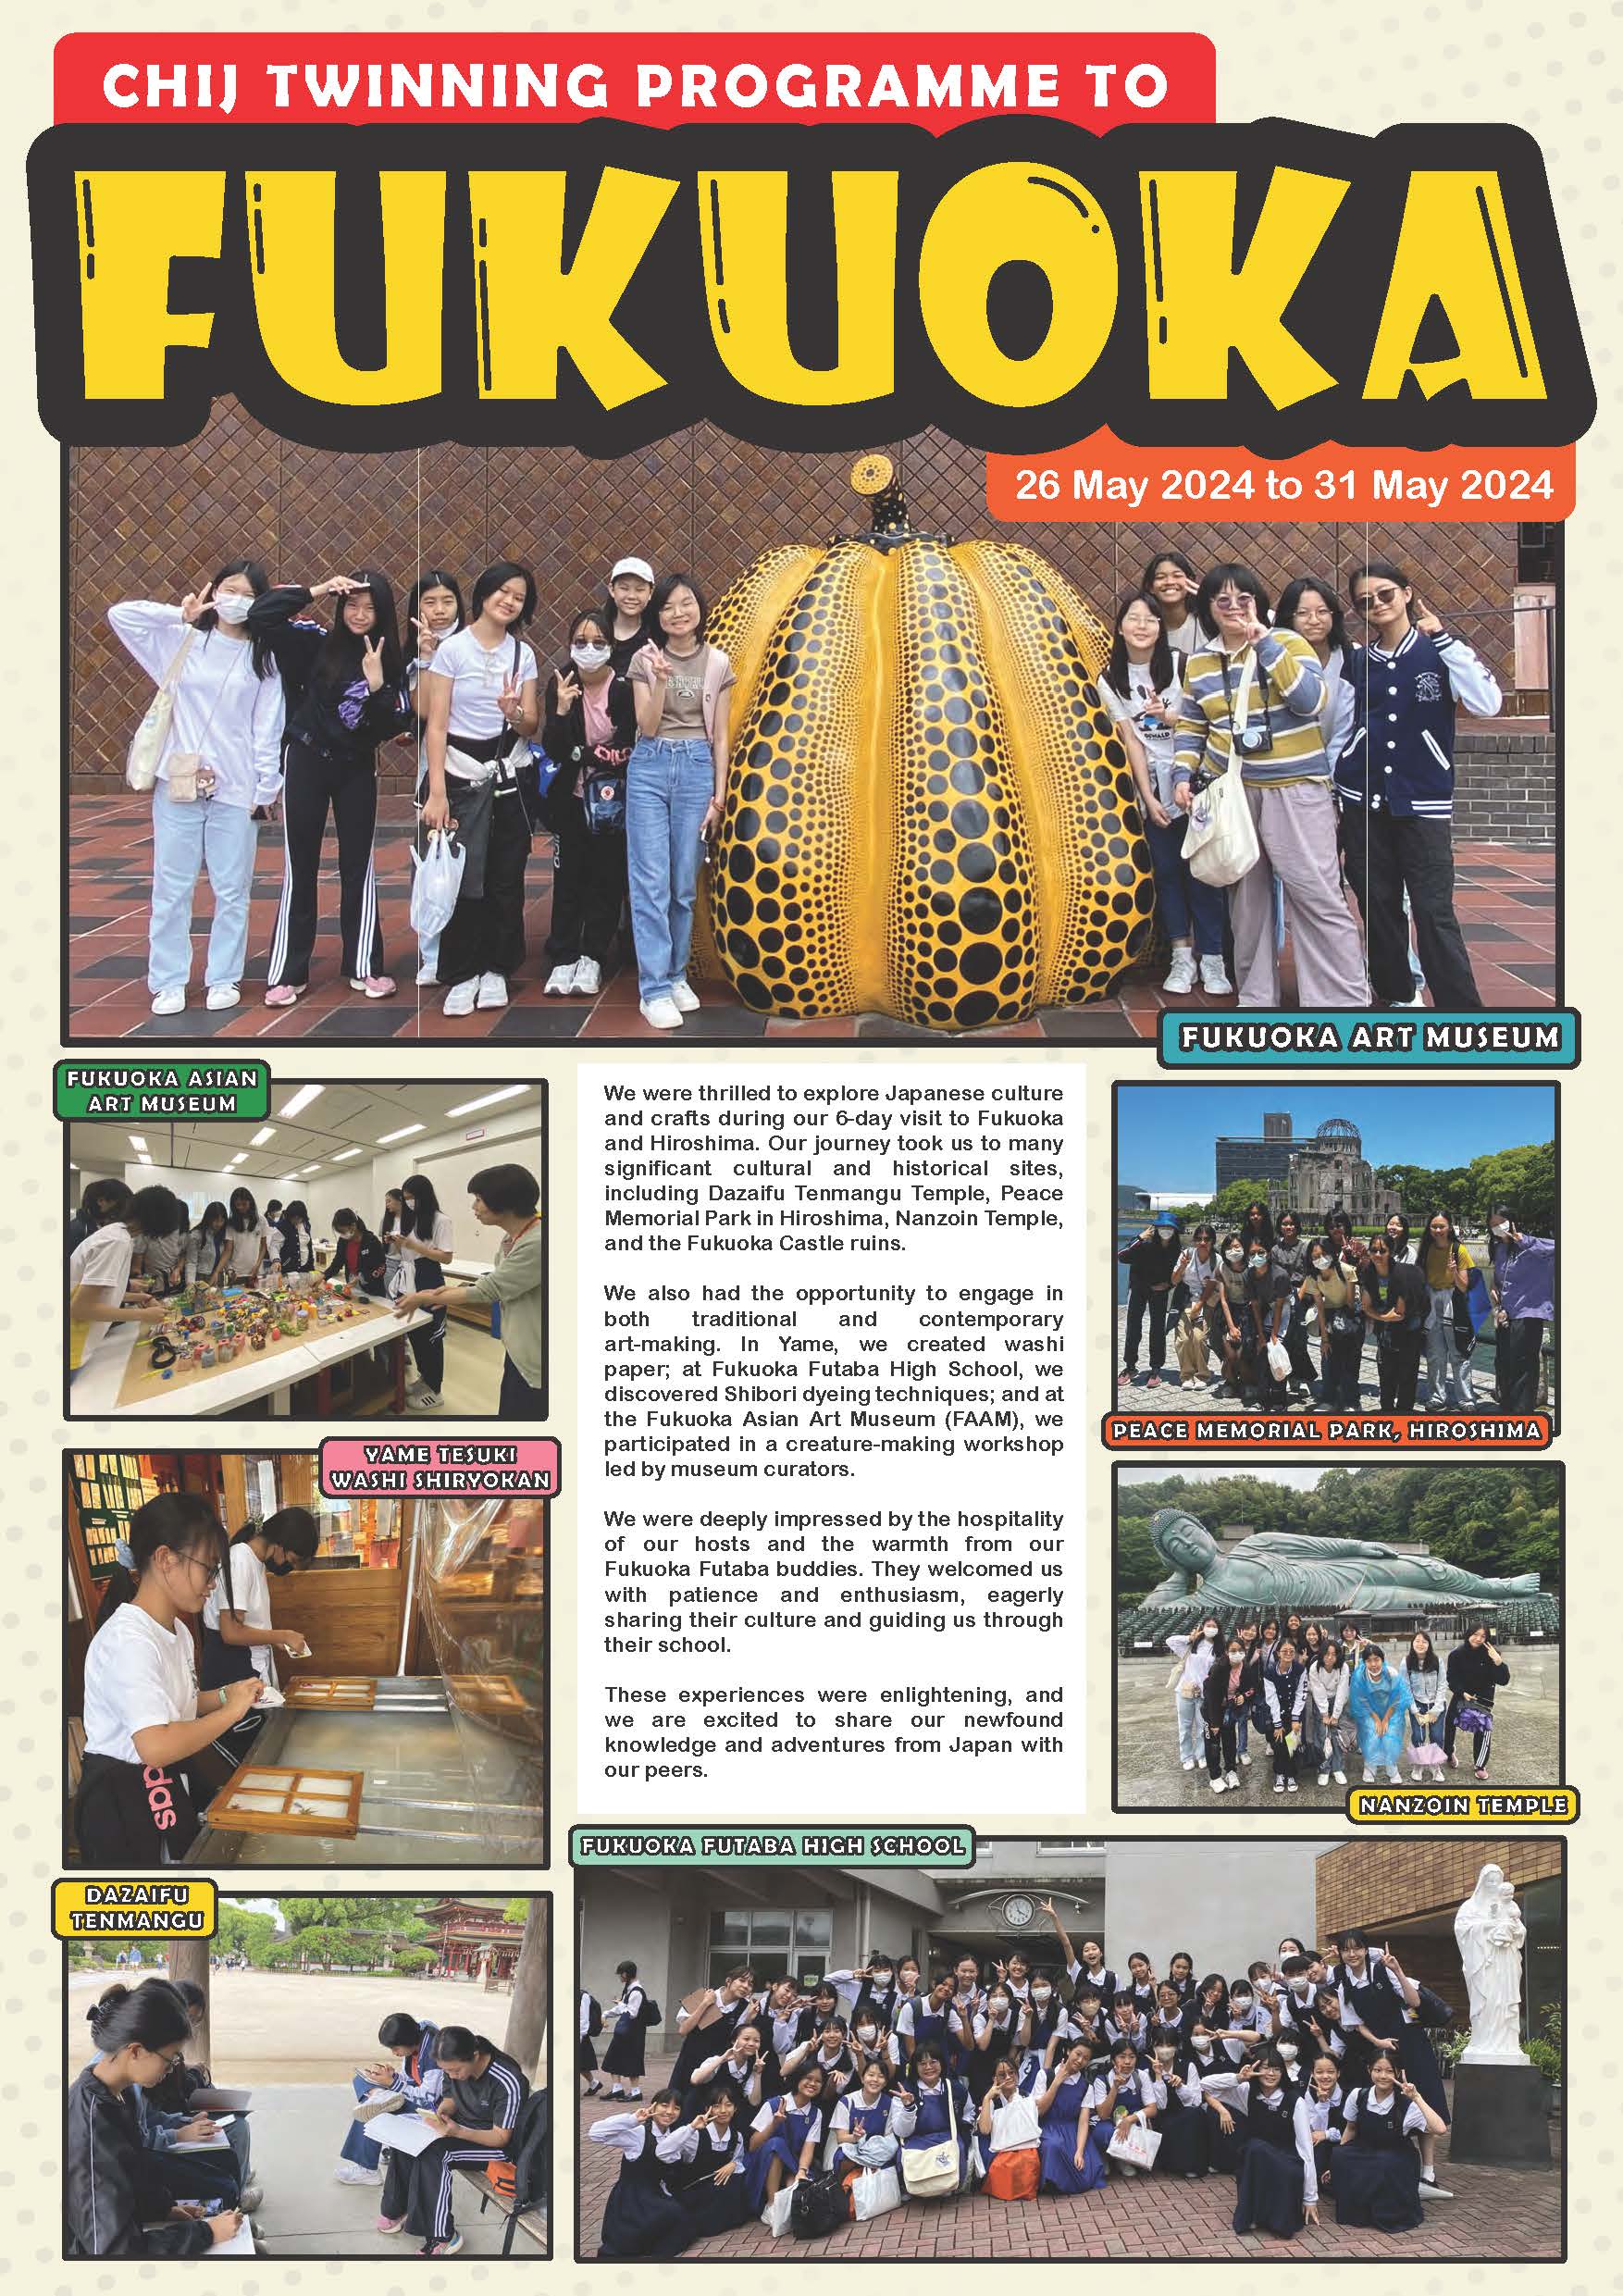 CHIJ TWINNING PROGRAMME TO
FUKUOKA
26 May 2024 to 31 May 2024
FUKUOKA ART MUSEUM
FUKUOKA ASIAN
ART MUSEUM
We were thrilled to explore Japanese culture
and crafts during our 6-day visit to Fukuoka
and Hiroshima. Our journey took us to many
significant cultural and historical sites,
including Dazaifu Tenmangu Temple, Peace
Memorial Park in Hiroshima, Nanzoin Temple,
and the Fukuoka Castle ruins.
We also had the opportunity to engage in
both traditional and contemporary
art-making. In Yame, we created washi
paper; at Fukuoka Futaba High School, we
discovered Shibori dyeing techniques; and at
the Fukuoka Asian Art Museum (FAAM), we
participated in a creature-making workshop
led by museum curators.
We were deeply impressed by the hospitality
of our hosts and the warmth from our
Fukuoka Futaba buddies. They welcomed us
with patience and enthusiasm, eagerly
sharing their culture and guiding us through
their school.
These experiences were enlightening, and
we are excited to share our newfound
knowledge and adventures from Japan with
our peers.
PEACE MEMORIAL PARK, HIROSHIMA
YAME TESUKI
WASHI SHIRYOKAN
NANZOIN TEMPLE
FUKUOKA FUTABA HIGH SCHOOL
DAZAIFU
TENMANGU